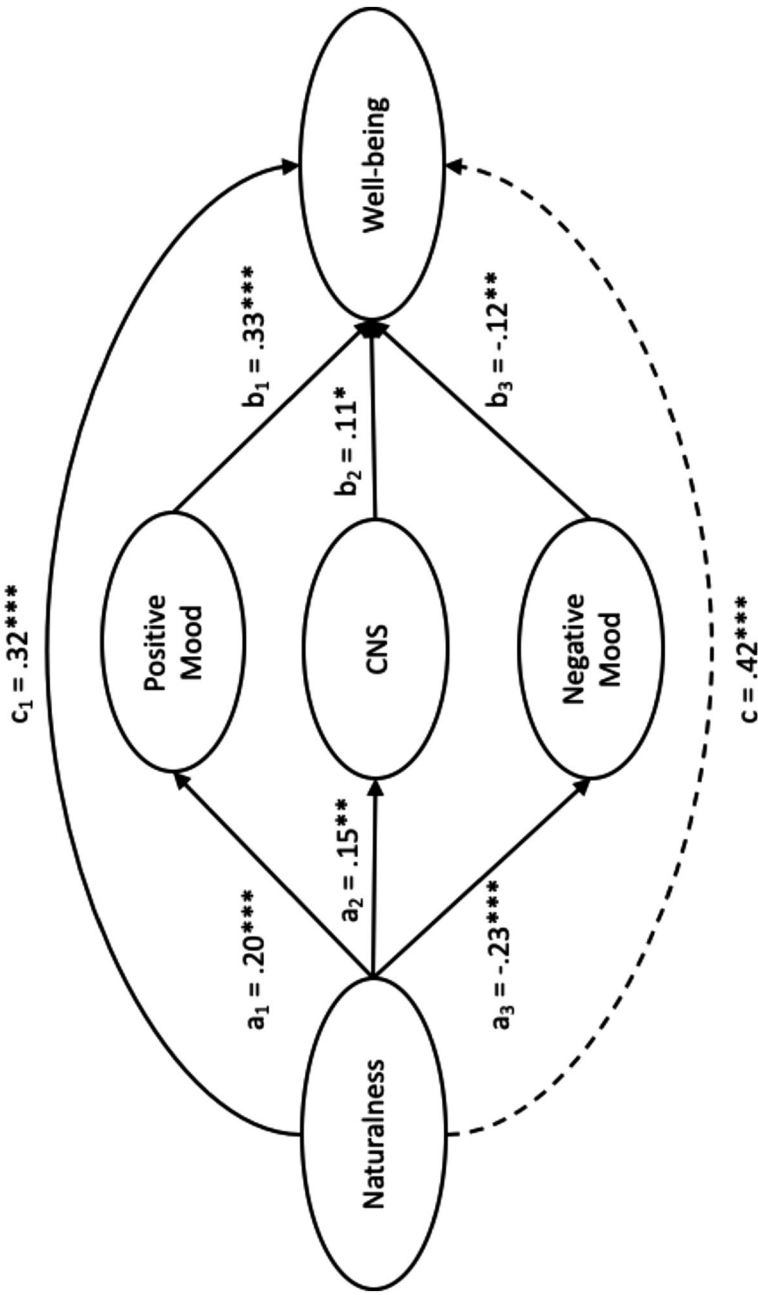 c₁ = .32***
Positive
Mood
a₁ = .20***
b₁ = .33***
a₂ = .15**
b₂ = .11*
Naturalness
CNS
Well-being
a₃ = -.23***
b₃ = -.12**
Negative
Mood
c = .42***